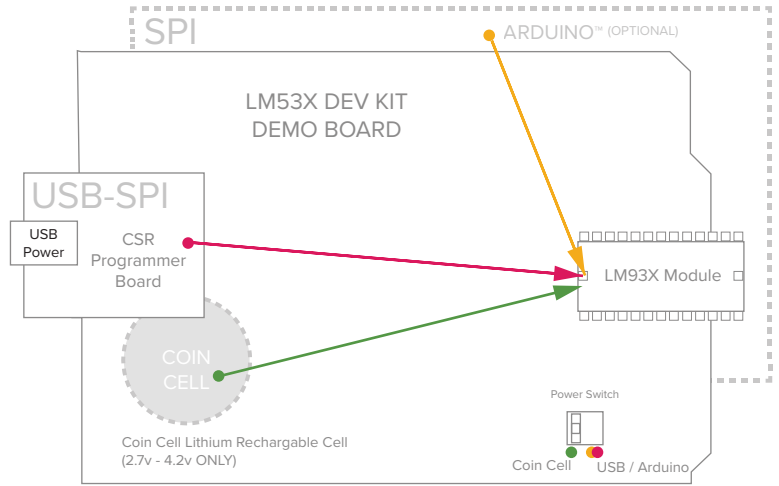 SPI
ARDUINO™ (OPTIONAL)
LM53X DEV KIT
DEMO BOARD
USB-SPI
USB
Power
CSR
Programmer
Board
LM93X Module
COIN
CELL
Power Switch
Coin Cell Lithium Rechargable Cell
(2.7v - 4.2v ONLY)
Coin Cell
USB / Arduino